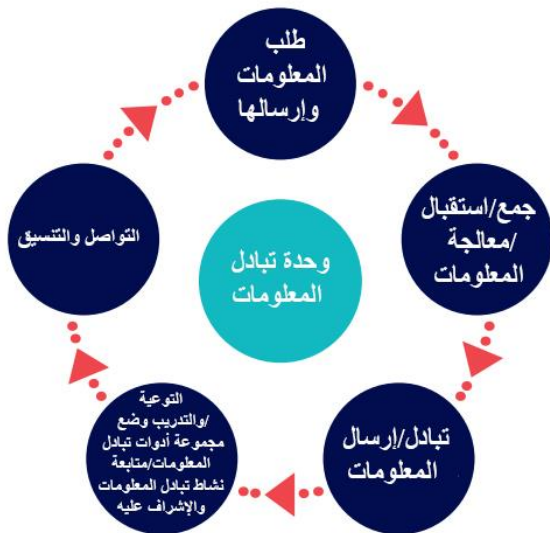 طلب
المعلومات
وإرسالها
جمع/استقبال
/معالجة
المعلومات
تبادل/إرسال
المعلومات
التوعية
/والتدريب وضع
مجموعة أدوات تبادل
المعلومات/متابعة
نشاط تبادل المعلومات
والإشراف عليه
التواصل والتنسيق
وحدة تبادل
المعلومات